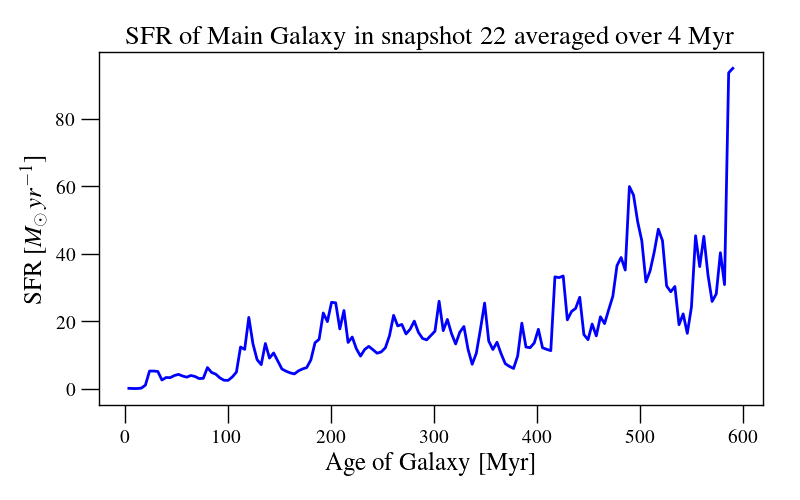 SFR of Main Galaxy in snapshot 22 averaged over 4 Myr
SFR [M☉ yr⁻¹]
80
60
40
20
0
0 100 200 300 400 500 600
Age of Galaxy [Myr]